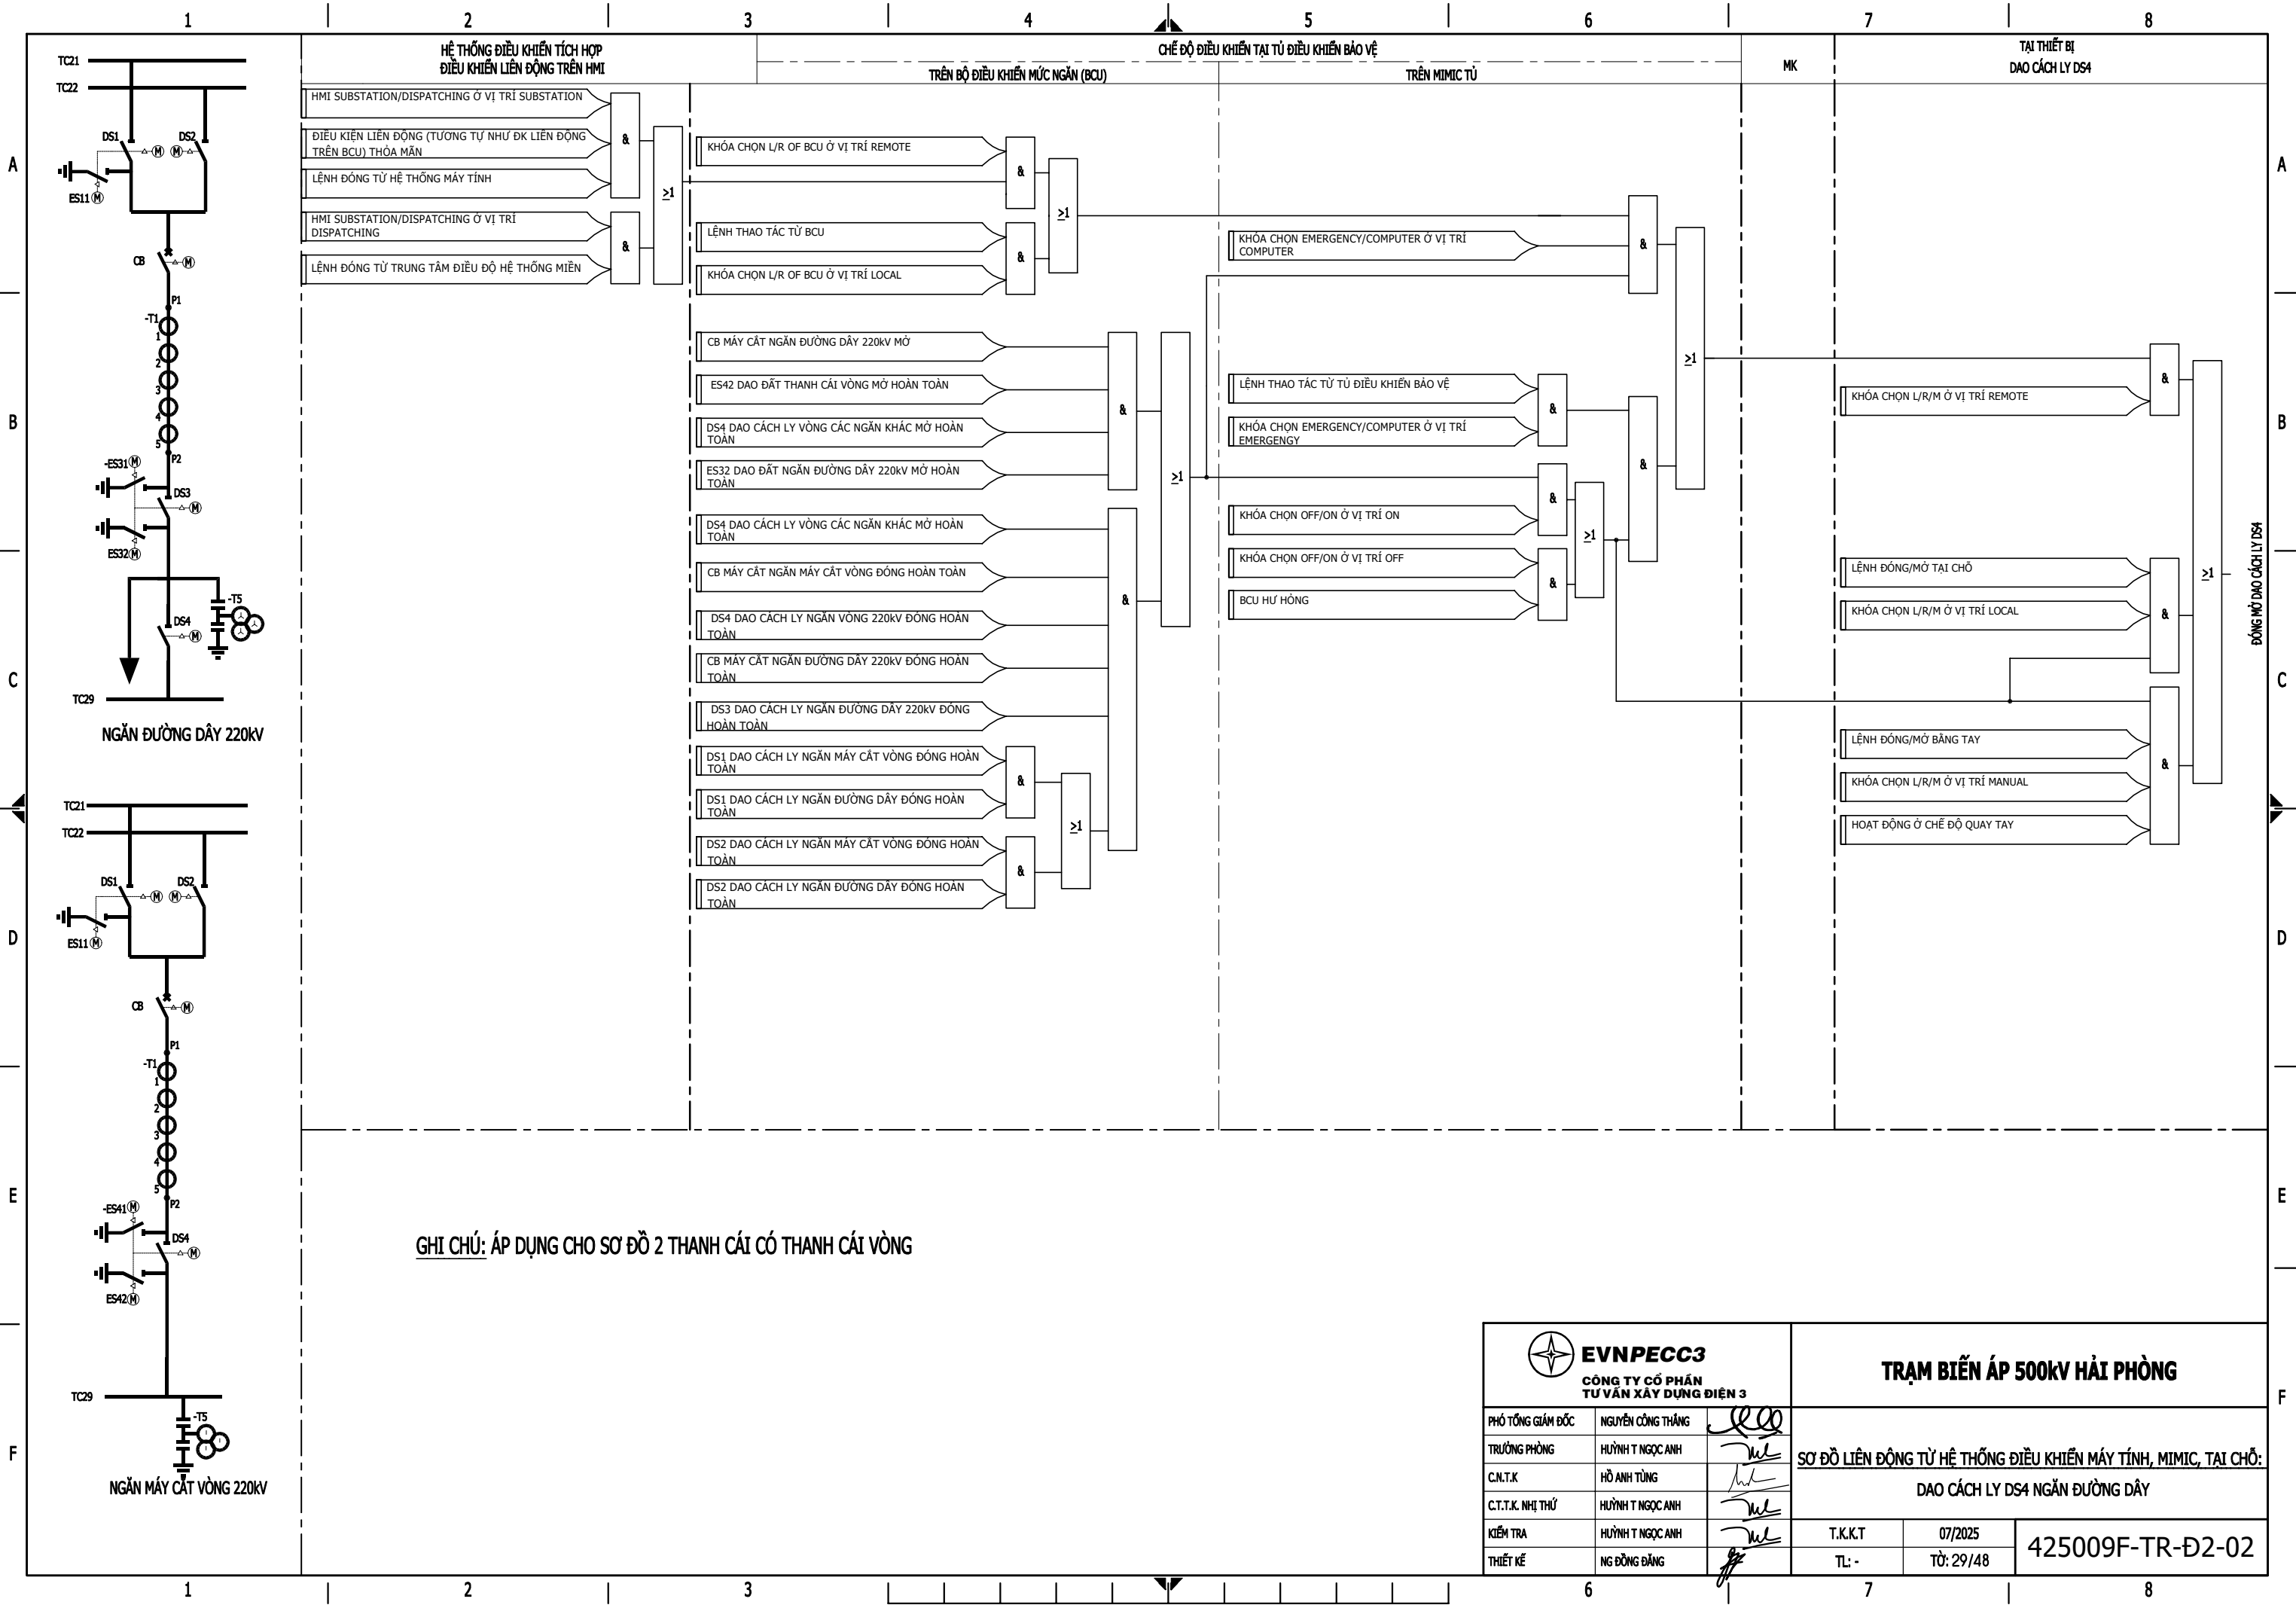 1 2 3 4 5 6 7 8
HỆ THỐNG ĐIỀU KHIỂN TÍCH HỢP
ĐIỀU KHIỂN LIÊN ĐỘNG TRÊN HMI
CHẾ ĐỘ ĐIỀU KHIỂN TẠI TỦ ĐIỀU KHIỂN BẢO VỆ
TRÊN BỘ ĐIỀU KHIỂN MỨC NGĂN (BCU)
TRÊN MIMIC TỦ
MK
TẠI THIẾT BỊ
DAO CÁCH LY DS4
A
B
C
D
E
F
TC21
TC22
DS1
DS2
M
M
ES11
M
CB
M
P1
-T1
1
2
3
4
5
P2
-ES31
M
DS3
M
ES32
M
-T5
DS4
M
TC29
NGĂN ĐƯỜNG DÂY 220kV
TC21
TC22
DS1
DS2
M
M
ES11
M
CB
M
P1
-T1
1
2
3
4
5
P2
-ES41
M
DS4
M
ES42
M
TC29
-T5
NGĂN MÁY CẮT VÒNG 220kV
HMI SUBSTATION/DISPATCHING Ở VỊ TRÍ SUBSTATION
ĐIỀU KIỆN LIÊN ĐỘNG (TƯƠNG TỰ NHƯ ĐK LIÊN ĐỘNG
TRÊN BCU) THỎA MÃN
LỆNH ĐÓNG TỪ HỆ THỐNG MÁY TÍNH
&
HMI SUBSTATION/DISPATCHING Ở VỊ TRÍ
DISPATCHING
LỆNH ĐÓNG TỪ TRUNG TÂM ĐIỀU ĐỘ HỆ THỐNG MIỀN
&
≥1
KHÓA CHỌN L/R OF BCU Ở VỊ TRÍ REMOTE
&
LỆNH THAO TÁC TỪ BCU
KHÓA CHỌN L/R OF BCU Ở VỊ TRÍ LOCAL
&
≥1
CB MÁY CẮT NGĂN ĐƯỜNG DÂY 220kV MỞ
ES42 DAO ĐẤT THANH CÁI VÒNG MỞ HOÀN TOÀN
DS4 DAO CÁCH LY VÒNG CÁC NGĂN KHÁC MỞ HOÀN
TOÀN
ES32 DAO ĐẤT NGĂN ĐƯỜNG DÂY 220kV MỞ HOÀN
TOÀN
&
DS4 DAO CÁCH LY VÒNG CÁC NGĂN KHÁC MỞ HOÀN
TOÀN
CB MÁY CẮT NGĂN MÁY CẮT VÒNG ĐÓNG HOÀN TOÀN
DS4 DAO CÁCH LY NGĂN VÒNG 220kV ĐÓNG HOÀN
TOÀN
CB MÁY CẮT NGĂN ĐƯỜNG DÂY 220kV ĐÓNG HOÀN
TOÀN
DS3 DAO CÁCH LY NGĂN ĐƯỜNG DÂY 220kV ĐÓNG
HOÀN TOÀN
&
≥1
DS1 DAO CÁCH LY NGĂN MÁY CẮT VÒNG ĐÓNG HOÀN
TOÀN
DS1 DAO CÁCH LY NGĂN ĐƯỜNG DÂY ĐÓNG HOÀN
TOÀN
&
DS2 DAO CÁCH LY NGĂN MÁY CẮT VÒNG ĐÓNG HOÀN
TOÀN
DS2 DAO CÁCH LY NGĂN ĐƯỜNG DÂY ĐÓNG HOÀN
TOÀN
&
≥1
KHÓA CHỌN EMERGENCY/COMPUTER Ở VỊ TRÍ
COMPUTER
&
LỆNH THAO TÁC TỪ TỦ ĐIỀU KHIỂN BẢO VỆ
KHÓA CHỌN EMERGENCY/COMPUTER Ở VỊ TRÍ
EMERGENGY
&
KHÓA CHỌN OFF/ON Ở VỊ TRÍ ON
&
KHÓA CHỌN OFF/ON Ở VỊ TRÍ OFF
BCU HƯ HỎNG
&
≥1
&
≥1
KHÓA CHỌN L/R/M Ở VỊ TRÍ REMOTE
&
LỆNH ĐÓNG/MỞ TẠI CHỖ
KHÓA CHỌN L/R/M Ở VỊ TRÍ LOCAL
&
LỆNH ĐÓNG/MỞ BẰNG TAY
KHÓA CHỌN L/R/M Ở VỊ TRÍ MANUAL
HOẠT ĐỘNG Ở CHẾ ĐỘ QUAY TAY
&
≥1
ĐÓNG MỞ DAO CÁCH LY DS4
A
B
C
D
E
F
GHI CHÚ: ÁP DỤNG CHO SƠ ĐỒ 2 THANH CÁI CÓ THANH CÁI VÒNG
EVNPECC3
CÔNG TY CỔ PHẦN
TƯ VẤN XÂY DỰNG ĐIỆN 3
TRẠM BIẾN ÁP 500kV HẢI PHÒNG
PHÓ TỔNG GIÁM ĐỐC NGUYỄN CÔNG THẮNG
TRƯỞNG PHÒNG HUỲNH T NGỌC ANH
C.N.T.K HỒ ANH TÙNG
C.T.T.K. NHỊ THỨ HUỲNH T NGỌC ANH
KIỂM TRA HUỲNH T NGỌC ANH
THIẾT KẾ NG ĐỒNG ĐĂNG
SƠ ĐỒ LIÊN ĐỘNG TỪ HỆ THỐNG ĐIỀU KHIỂN MÁY TÍNH, MIMIC, TẠI CHỖ:
DAO CÁCH LY DS4 NGĂN ĐƯỜNG DÂY
T.K.K.T 07/2025
TL: - TỜ: 29/48
425009F-TR-Đ2-02
1 2 3 6 7 8